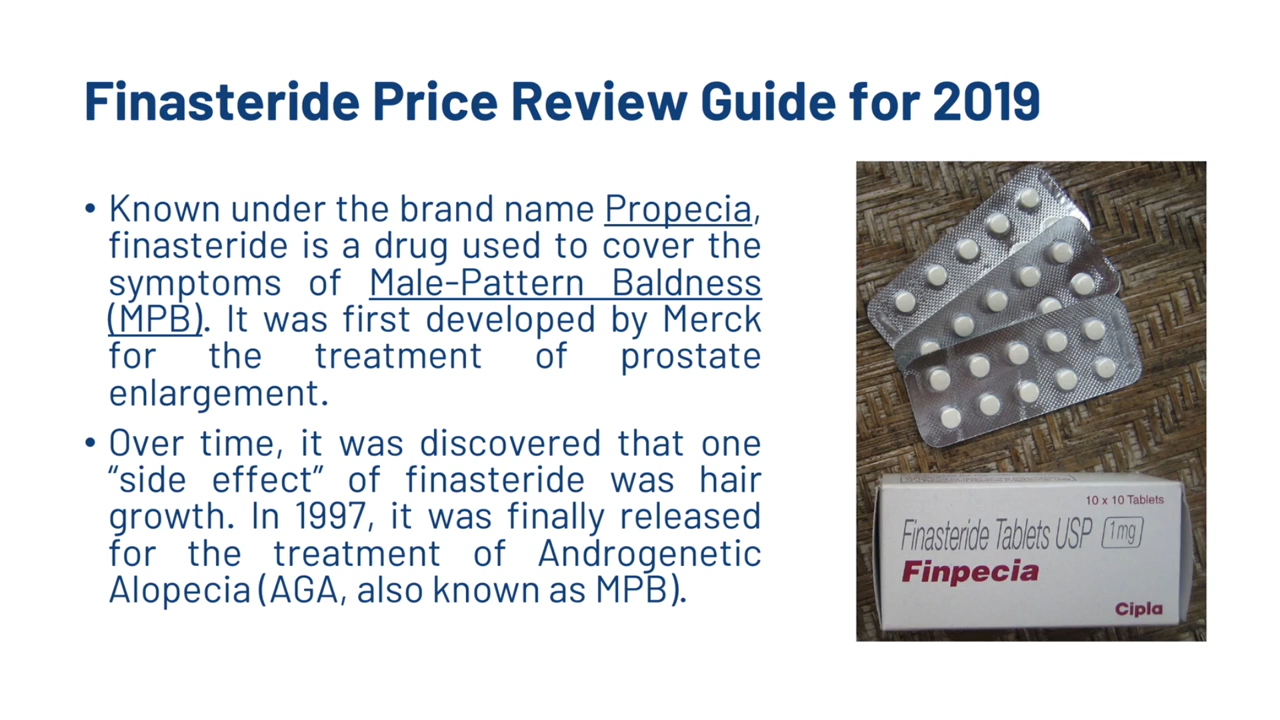 Finasteride Price Review Guide for 2019
• Known under the brand name Propecia,
finasteride is a drug used to cover the
symptoms of Male-Pattern Baldness
(MPB). It was first developed by Merck
for the treatment of prostate
enlargement.
• Over time, it was discovered that one
“side effect” of finasteride was hair
growth. In 1997, it was finally released
for the treatment of Androgenetic
Alopecia (AGA, also known as MPB).
10 x 10 Tablets
Finasteride Tablets USP 1mg
Finpecia
Cipla